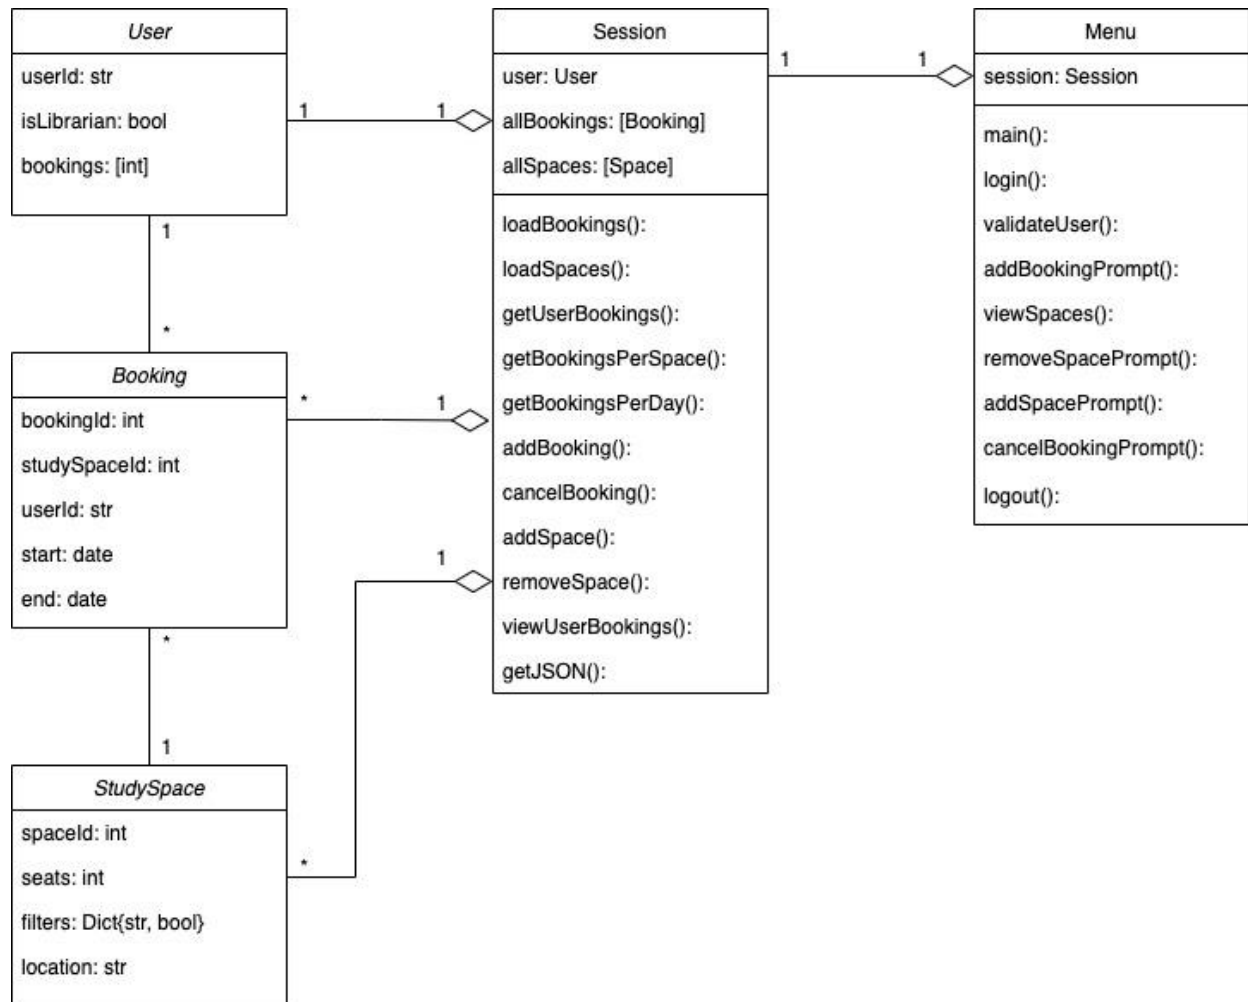 User
userId: str
isLibrarian: bool
bookings: [int]
1
*
1
1
Booking
bookingId: int
studySpaceId: int
userId: str
start: date
end: date
*
1
*
1
StudySpace
spaceId: int
seats: int
filters: Dict{str, bool}
location: str
*
1
Session
user: User
allBookings: [Booking]
allSpaces: [Space]
loadBookings():
loadSpaces():
getUserBookings():
getBookingsPerSpace():
getBookingsPerDay():
addBooking():
cancelBooking():
addSpace():
removeSpace():
viewUserBookings():
getJSON():
1
1
Menu
session: Session
main():
login():
validateUser():
addBookingPrompt():
viewSpaces():
removeSpacePrompt():
addSpacePrompt():
cancelBookingPrompt():
logout():